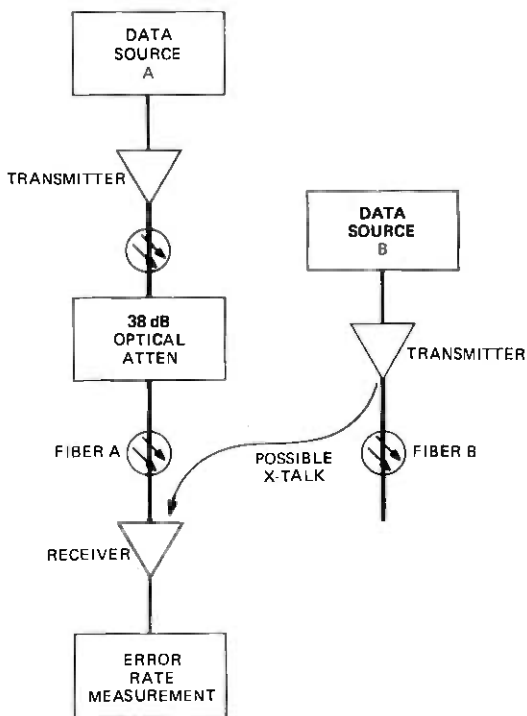 DATA
SOURCE
A
TRANSMITTER
38 dB
OPTICAL
ATTEN
FIBER A
RECEIVER
ERROR
RATE
MEASUREMENT
DATA
SOURCE
B
TRANSMITTER
FIBER B
POSSIBLE
X-TALK